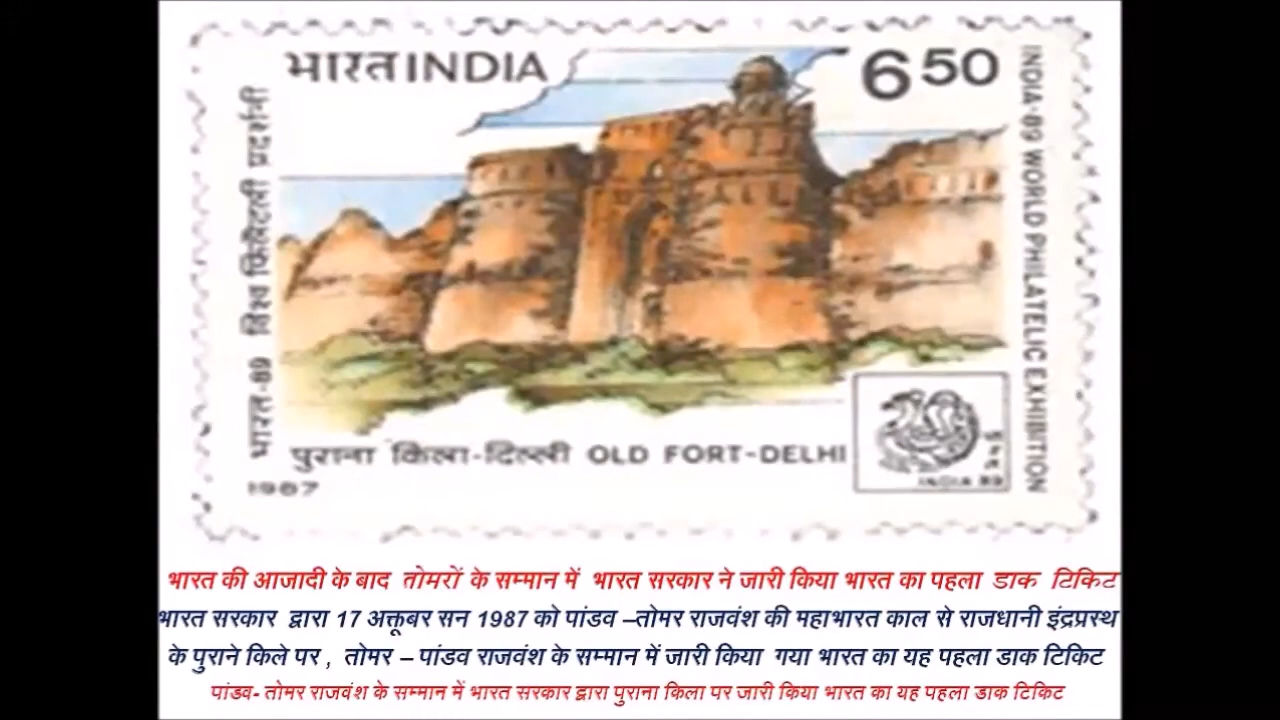 भारत INDIA
6 50
भारत-89 विश्व फिलेटली प्रदर्शनी
INDIA-89 WORLD PHILATELIC EXHIBITION
पुराना किला-दिल्ली OLD FORT-DELHI
INDIA 89
1987
भारत की आजादी के बाद तोमरों के सम्मान में भारत सरकार ने जारी किया भारत का पहला डाक टिकिट
भारत सरकार द्वारा 17 अक्तूबर सन 1987 को पांडव –तोमर राजवंश की महाभारत काल से राजधानी इंद्रप्रस्थ
के पुराने किले पर , तोमर – पांडव राजवंश के सम्मान में जारी किया गया भारत का यह पहला डाक टिकिट
पांडव- तोमर राजवंश के सम्मान में भारत सरकार द्वारा पुराना किला पर जारी किया भारत का यह पहला डाक टिकिट